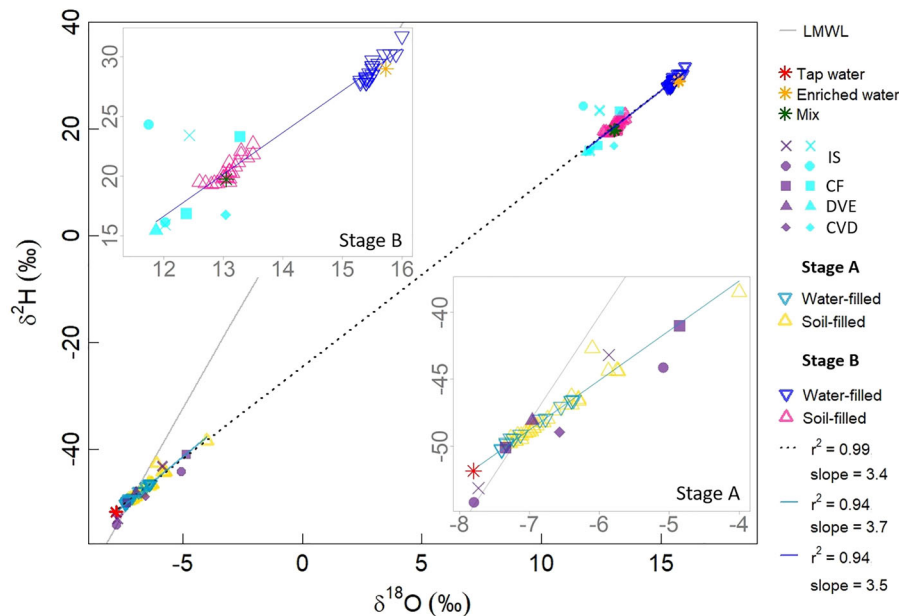 40
20
0
-20
-40
δ²H (‰)
-5
0
5
10
15
δ¹⁸O (‰)
30
25
20
15
12
13
14
15
16
Stage B
-40
-45
-50
-8
-7
-6
-5
-4
Stage A
LMWL
Tap water
Enriched water
Mix
IS
CF
DVE
CVD
Stage A
Water-filled
Soil-filled
Stage B
Water-filled
Soil-filled
r² = 0.99
slope = 3.4
r² = 0.94
slope = 3.7
r² = 0.94
slope = 3.5